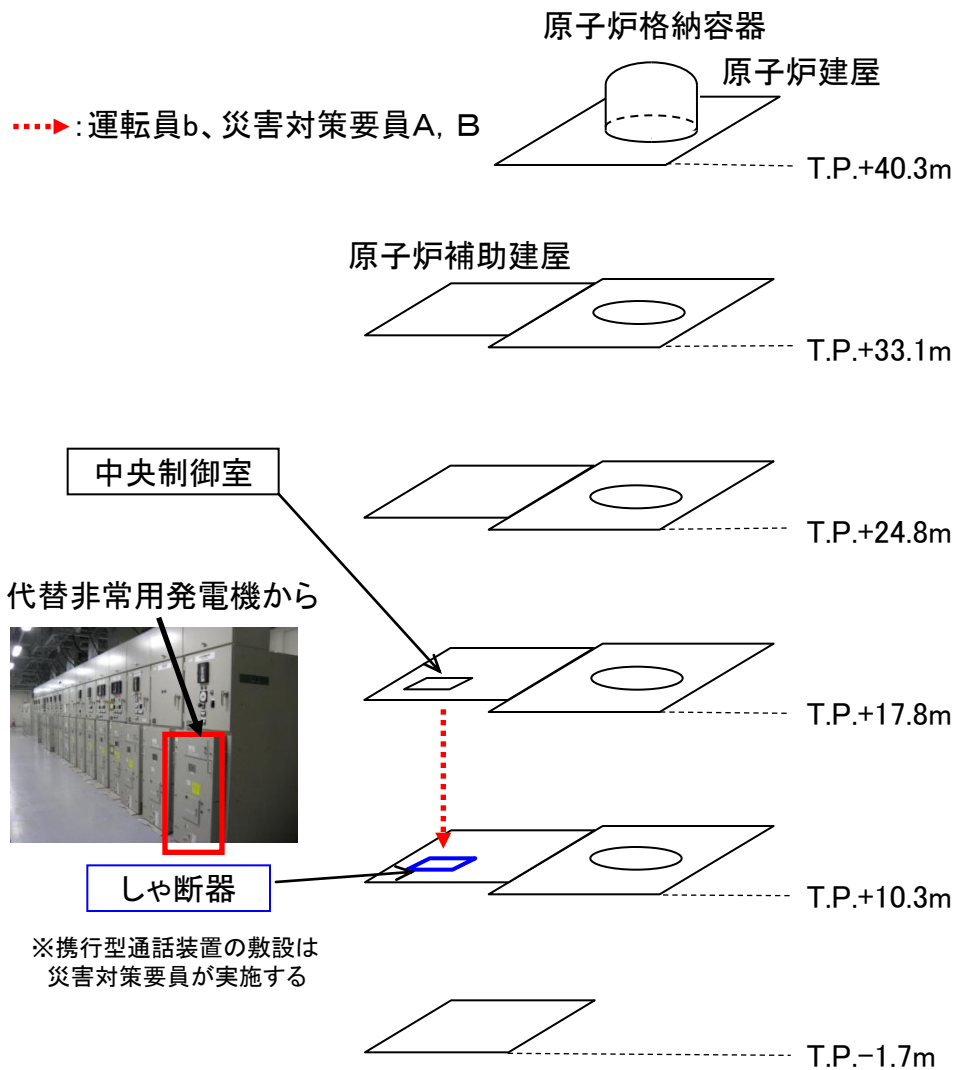 原子炉格納容器
原子炉建屋
:運転員b、災害対策要員A, B
T.P.+40.3m
原子炉補助建屋
T.P.+33.1m
中央制御室
T.P.+24.8m
代替非常用発電機から
T.P.+17.8m
しゃ断器
T.P.+10.3m
※携行型通話装置の敷設は
災害対策要員が実施する
T.P.-1.7m